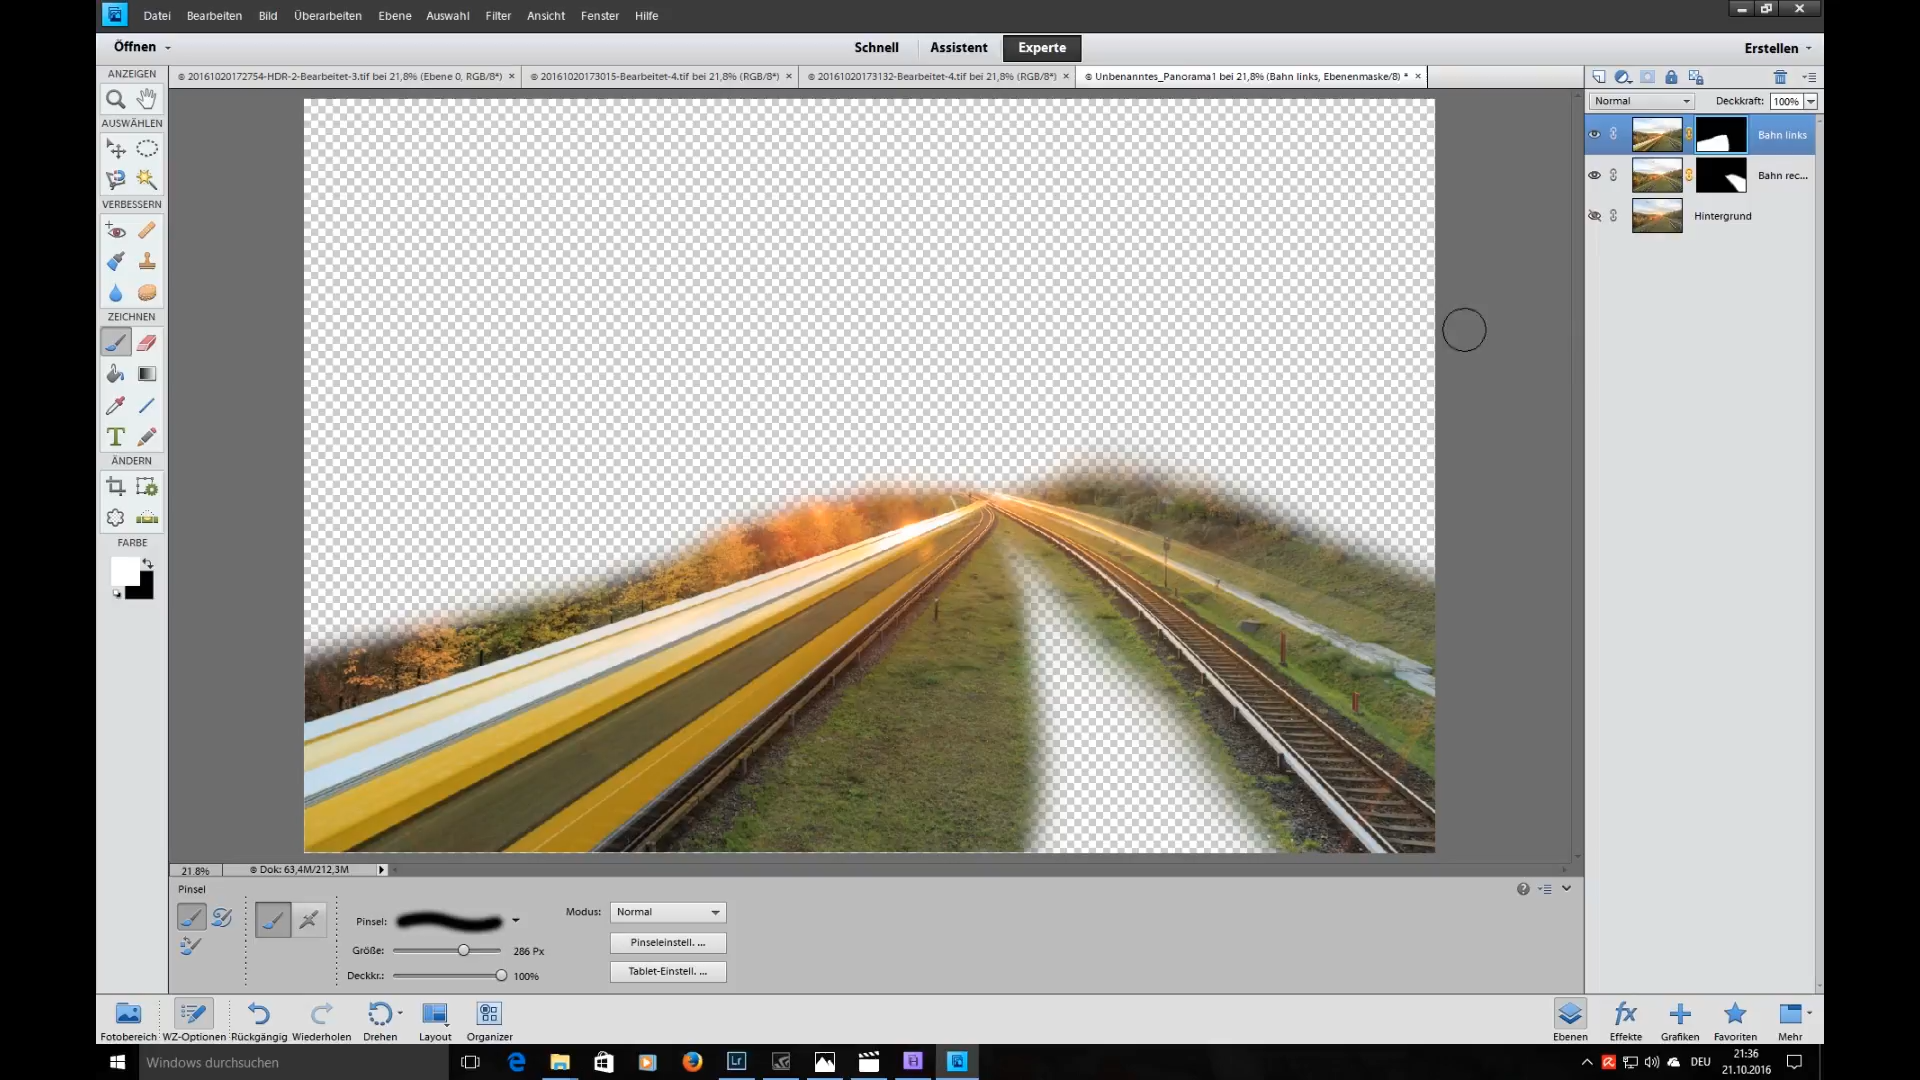 Datei Bearbeiten Bild Überarbeiten Ebene Auswahl Filter Ansicht Fenster Hilfe
Öffnen Schnell Assistent Experte Erstellen
ANZEIGEN
20161020172754-HDR-2-Bearbeitet-3.tif bei 21,8% (Ebene 0, RGB/8*) 20161020173015-Bearbeitet-4.tif bei 21,8% (RGB/8*) 20161020173132-Bearbeitet-4.tif bei 21,8% (RGB/8*) Unbenanntes_Panorama1 bei 21,8% (Bahn links, Ebenenmaske/8) *
Normal Deckkraft: 100%
AUSWÄHLEN
Bahn links
Bahn rec...
VERBESSERN
Hintergrund
ZEICHNEN
ÄNDERN
FARBE
21.8% Dok: 63,4M/212,3M
Pinsel
Pinsel: Modus: Normal
Größe: 286 Px Pinseleinstell. ...
Deckkr.: 100% Tablet-Einstell. ...
Fotobereich WZ-Optionen Rückgängig Wiederholen Drehen Layout Organizer Ebenen Effekte Grafiken Favoriten Mehr
fx
T
Windows durchsuchen
Lr
DEU
21:36
21.10.2016